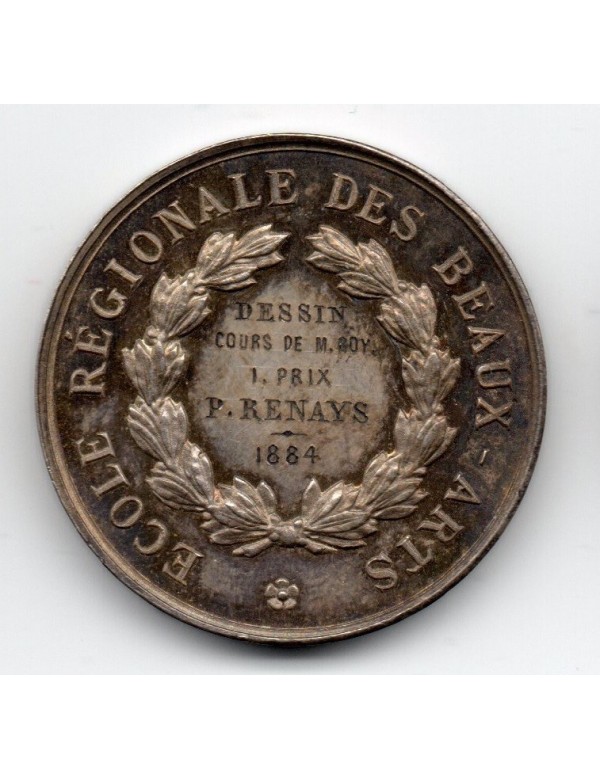 ECOLE RÉGIONALE DES BEAUX-ARTS
DESSIN
COURS DE M. ROY.
1. PRIX
P. RENAYS
1884